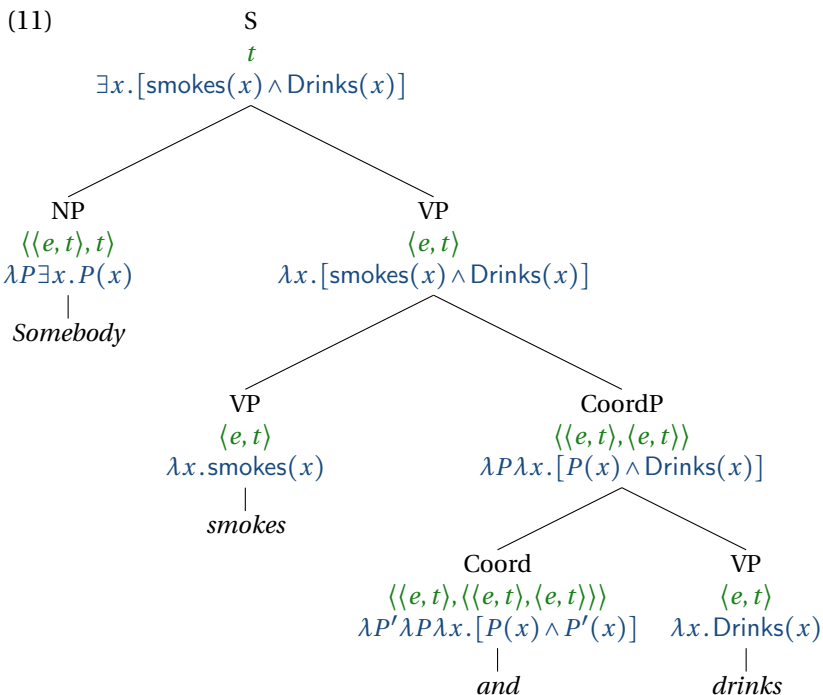 (11) S
t
∃x.[smokes(x) ∧ Drinks(x)]
NP VP
⟨⟨e, t⟩, t⟩ ⟨e, t⟩
λP∃x.P(x) λx.[smokes(x) ∧ Drinks(x)]
Somebody
VP CoordP
⟨e, t⟩ ⟨⟨e, t⟩, ⟨e, t⟩⟩
λx.smokes(x) λPλx.[P(x) ∧ Drinks(x)]
smokes
Coord VP
⟨⟨e, t⟩, ⟨⟨e, t⟩, ⟨e, t⟩⟩⟩ ⟨e, t⟩
λP′λPλx.[P(x) ∧ P′(x)] λx.Drinks(x)
and drinks